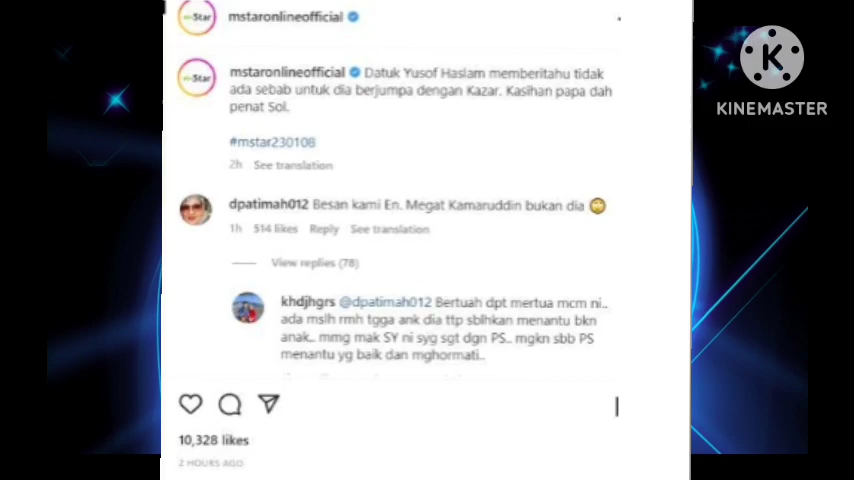 mstaronlineofficial
mstaronlineofficial Datuk Yusof Haslam memberitahu tidak
ada sebab untuk dia berjumpa dengan Kazar. Kasihan papa dah
penat Sol.
#mstar230108
2h See translation
dpatimah012 Besan kami En. Megat Kamaruddin bukan dia 🙄
1h 514 likes Reply See translation
View replies (78)
khdjhgrs @dpatimah012 Bertuah dpt mertua mcm ni..
ada mslh rmh tgga ank dia ttp sblhkan menantu bkn
anak.. mmg mak SY ni syg sgt dgn PS.. mgkn sbb PS
menantu yg baik dan mghormati..
10,328 likes
2 HOURS AGO
KINEMASTER